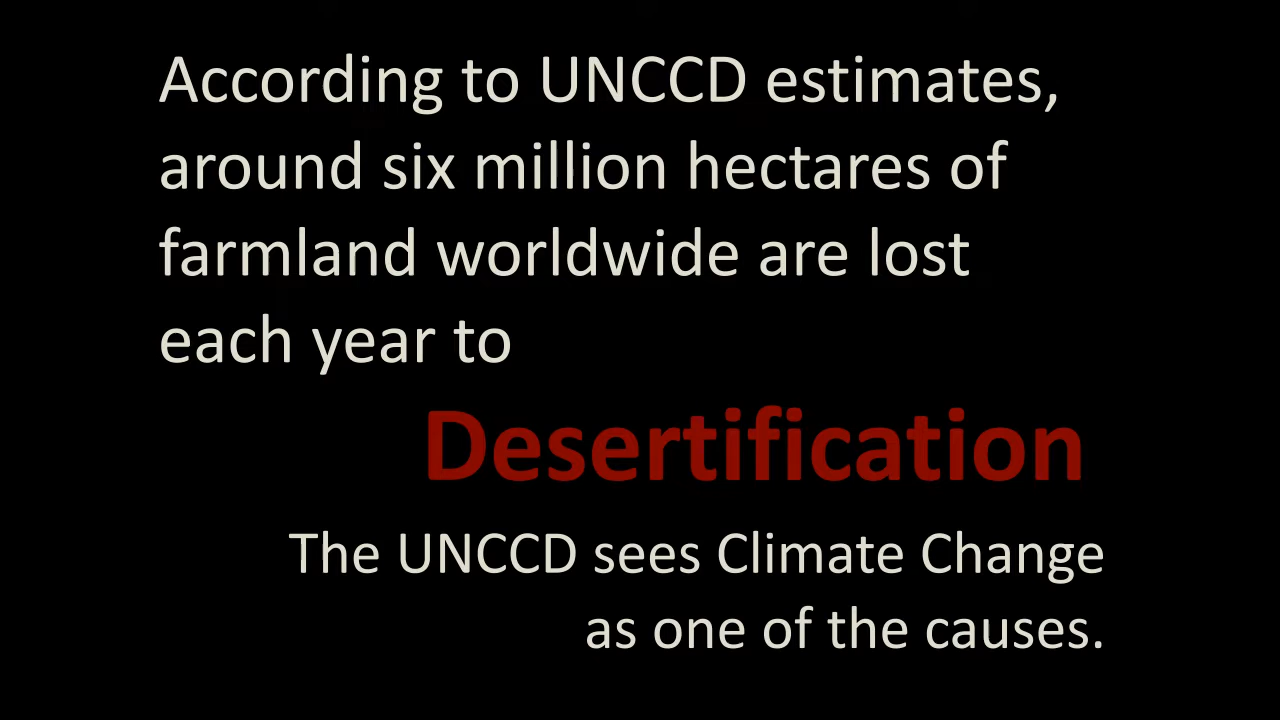 According to UNCCD estimates,
around six million hectares of
farmland worldwide are lost
each year to
Desertification
The UNCCD sees Climate Change
as one of the causes.